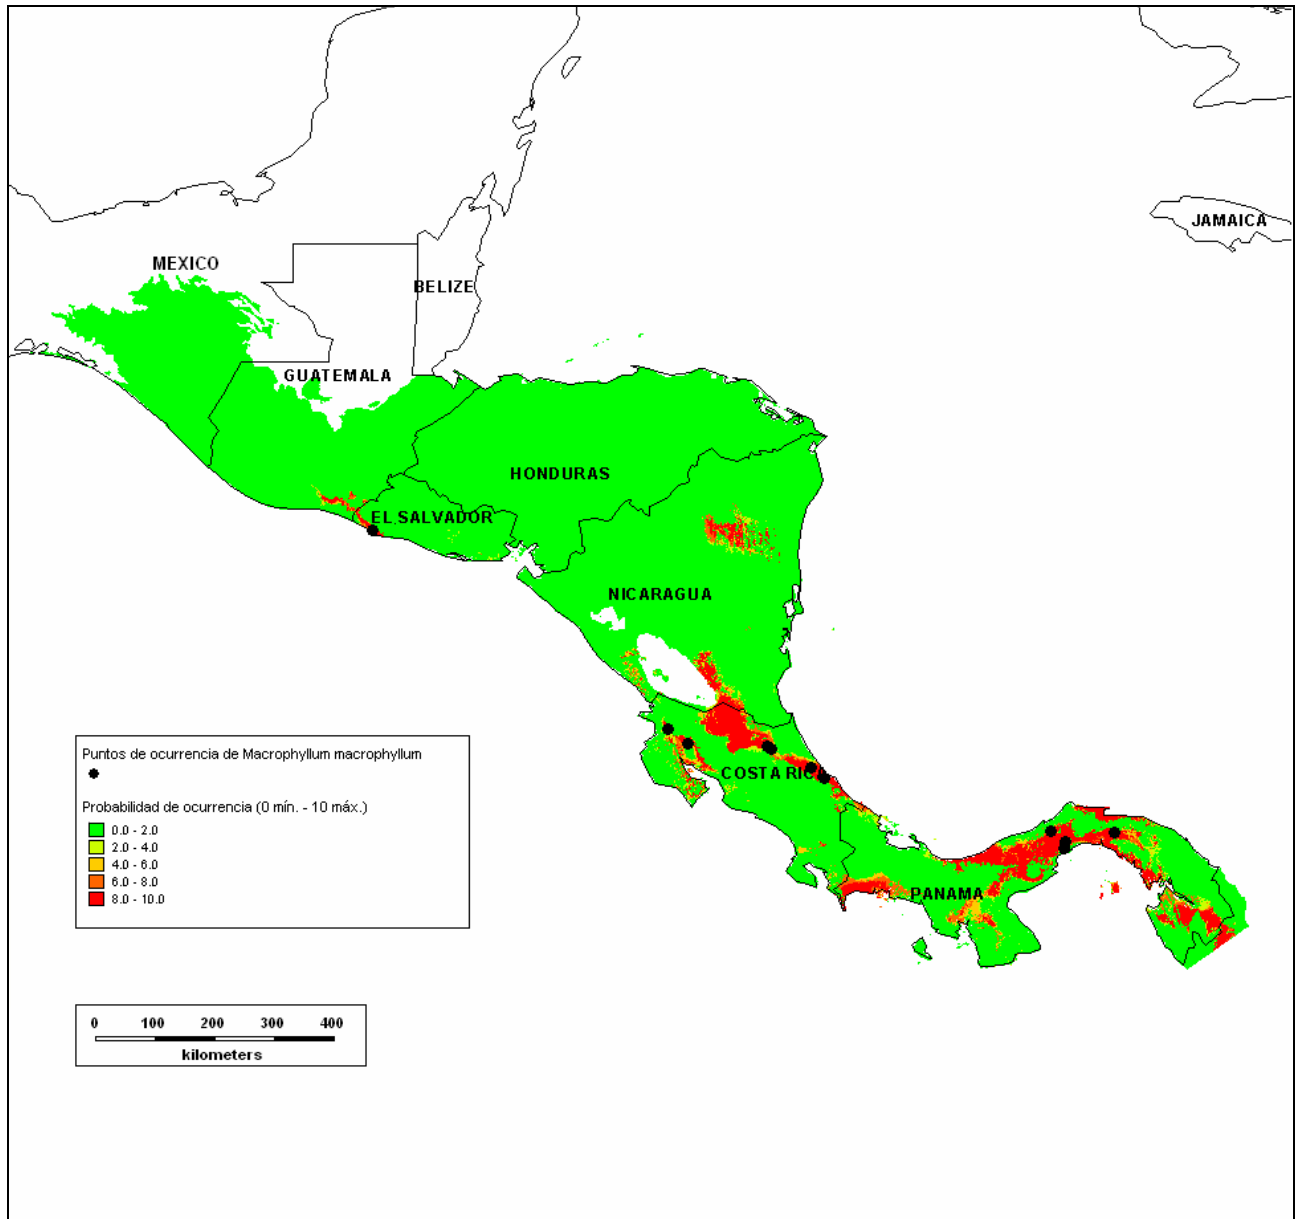 JAMAICA
MEXICO
BELIZE
GUATEMALA
HONDURAS
EL SALVADOR
NICARAGUA
Puntos de ocurrencia de Macrophyllum macrophyllum
COSTA RICA
Probabilidad de ocurrencia (0 mín. - 10 máx.)
0.0 - 2.0
2.0 - 4.0
4.0 - 6.0
6.0 - 8.0
8.0 - 10.0
PANAMA
0 100 200 300 400
kilometers